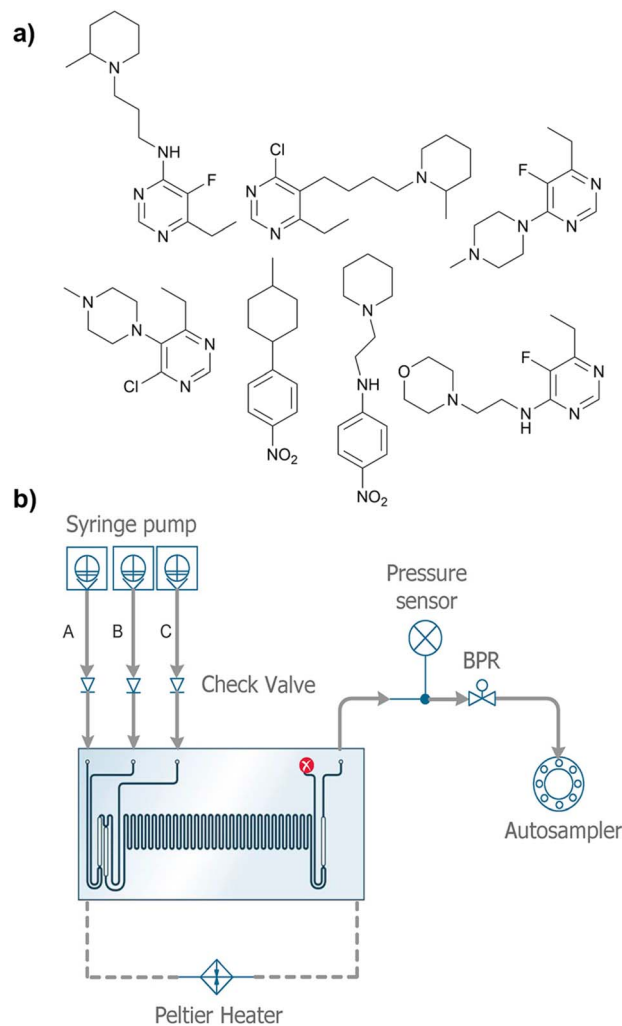 a)
N
NH
N
F
N
Cl
N
N
N
F
N
N
N
N
N
N
Cl
N
N
NO2
N
NH
NO2
O
N
N
H
F
N
N
b)
Syringe pump
A
B
C
Check Valve
Pressure
sensor
BPR
Autosampler
Peltier Heater